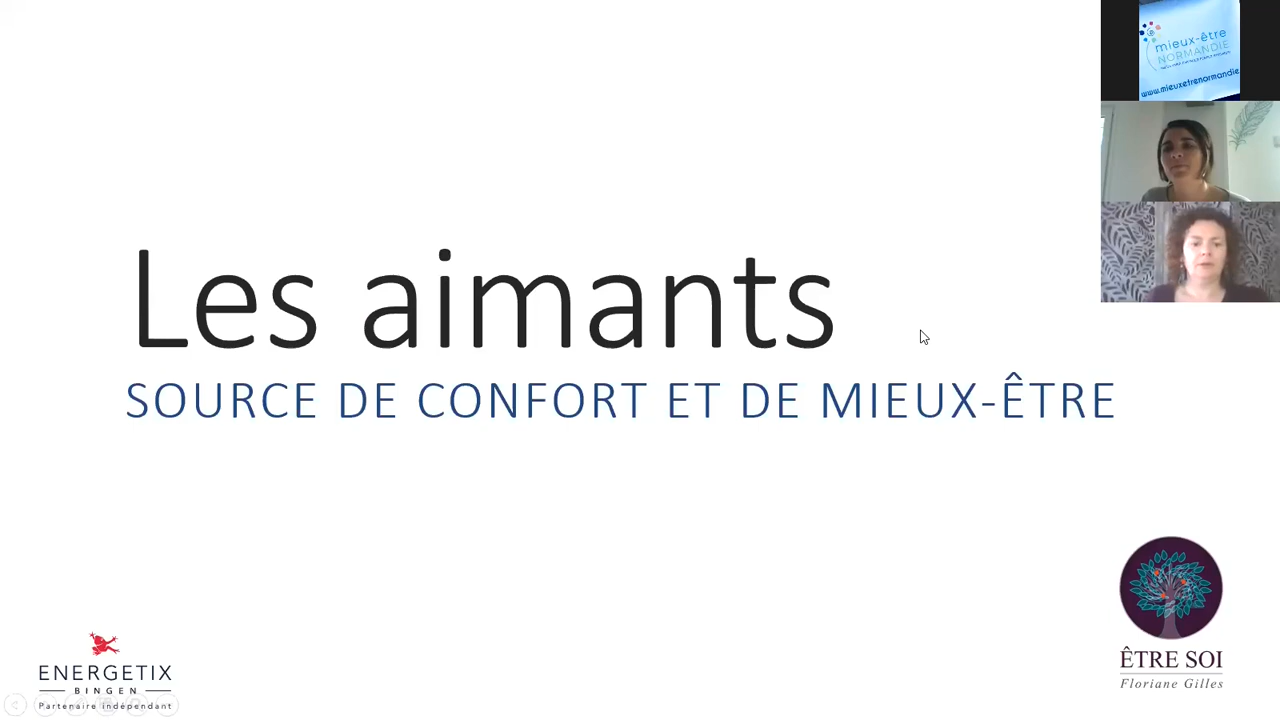 mieux-être
NORMANDIE
www.mieuxetrenormandie
Les aimants
SOURCE DE CONFORT ET DE MIEUX-ÊTRE
ENERGETIX
BINGEN
Partenaire indépendant
ÊTRE SOI
Floriane Gilles